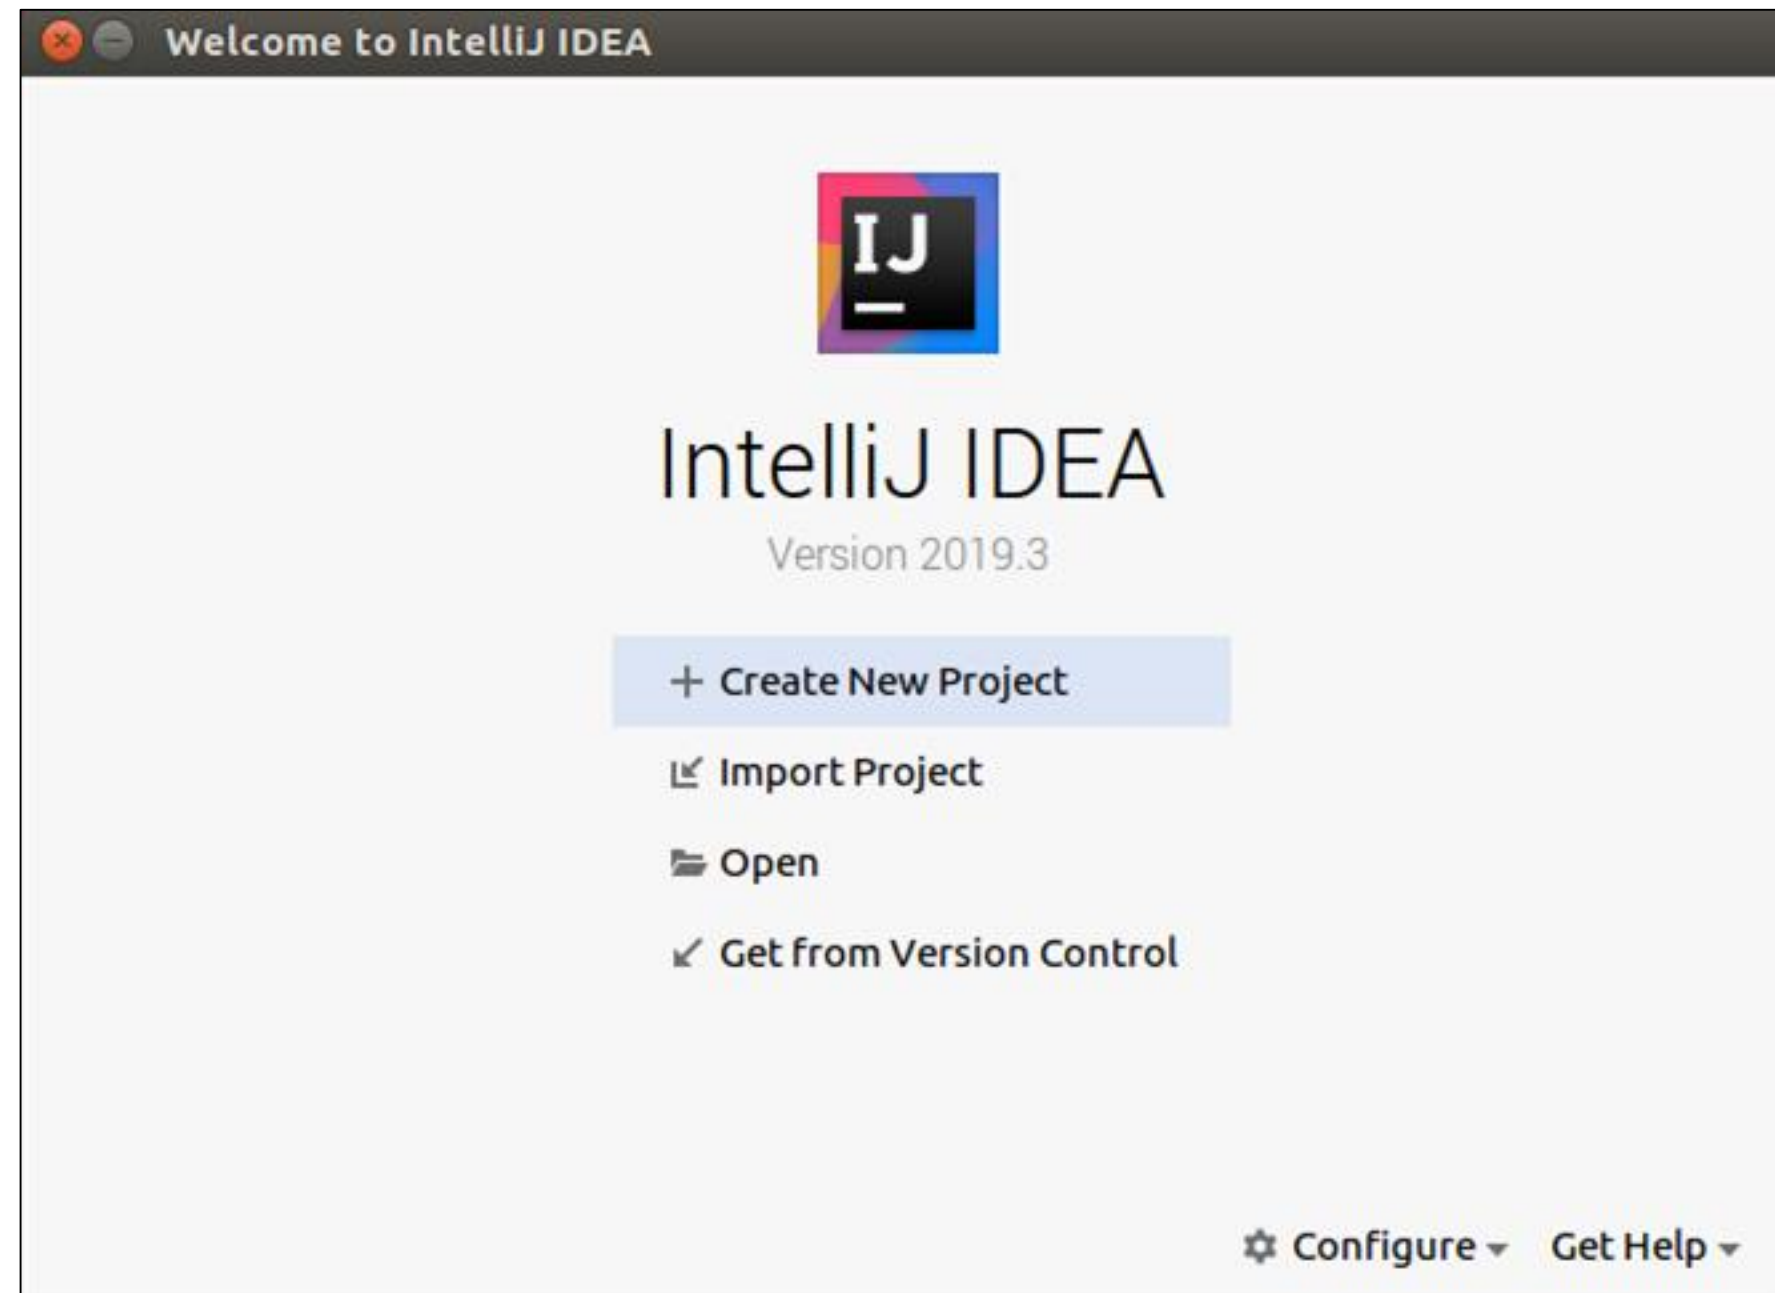 Welcome to IntelliJ IDEA
IJ
IntelliJ IDEA
Version 2019.3
Create New Project
Import Project
Open
Get from Version Control
Configure Get Help